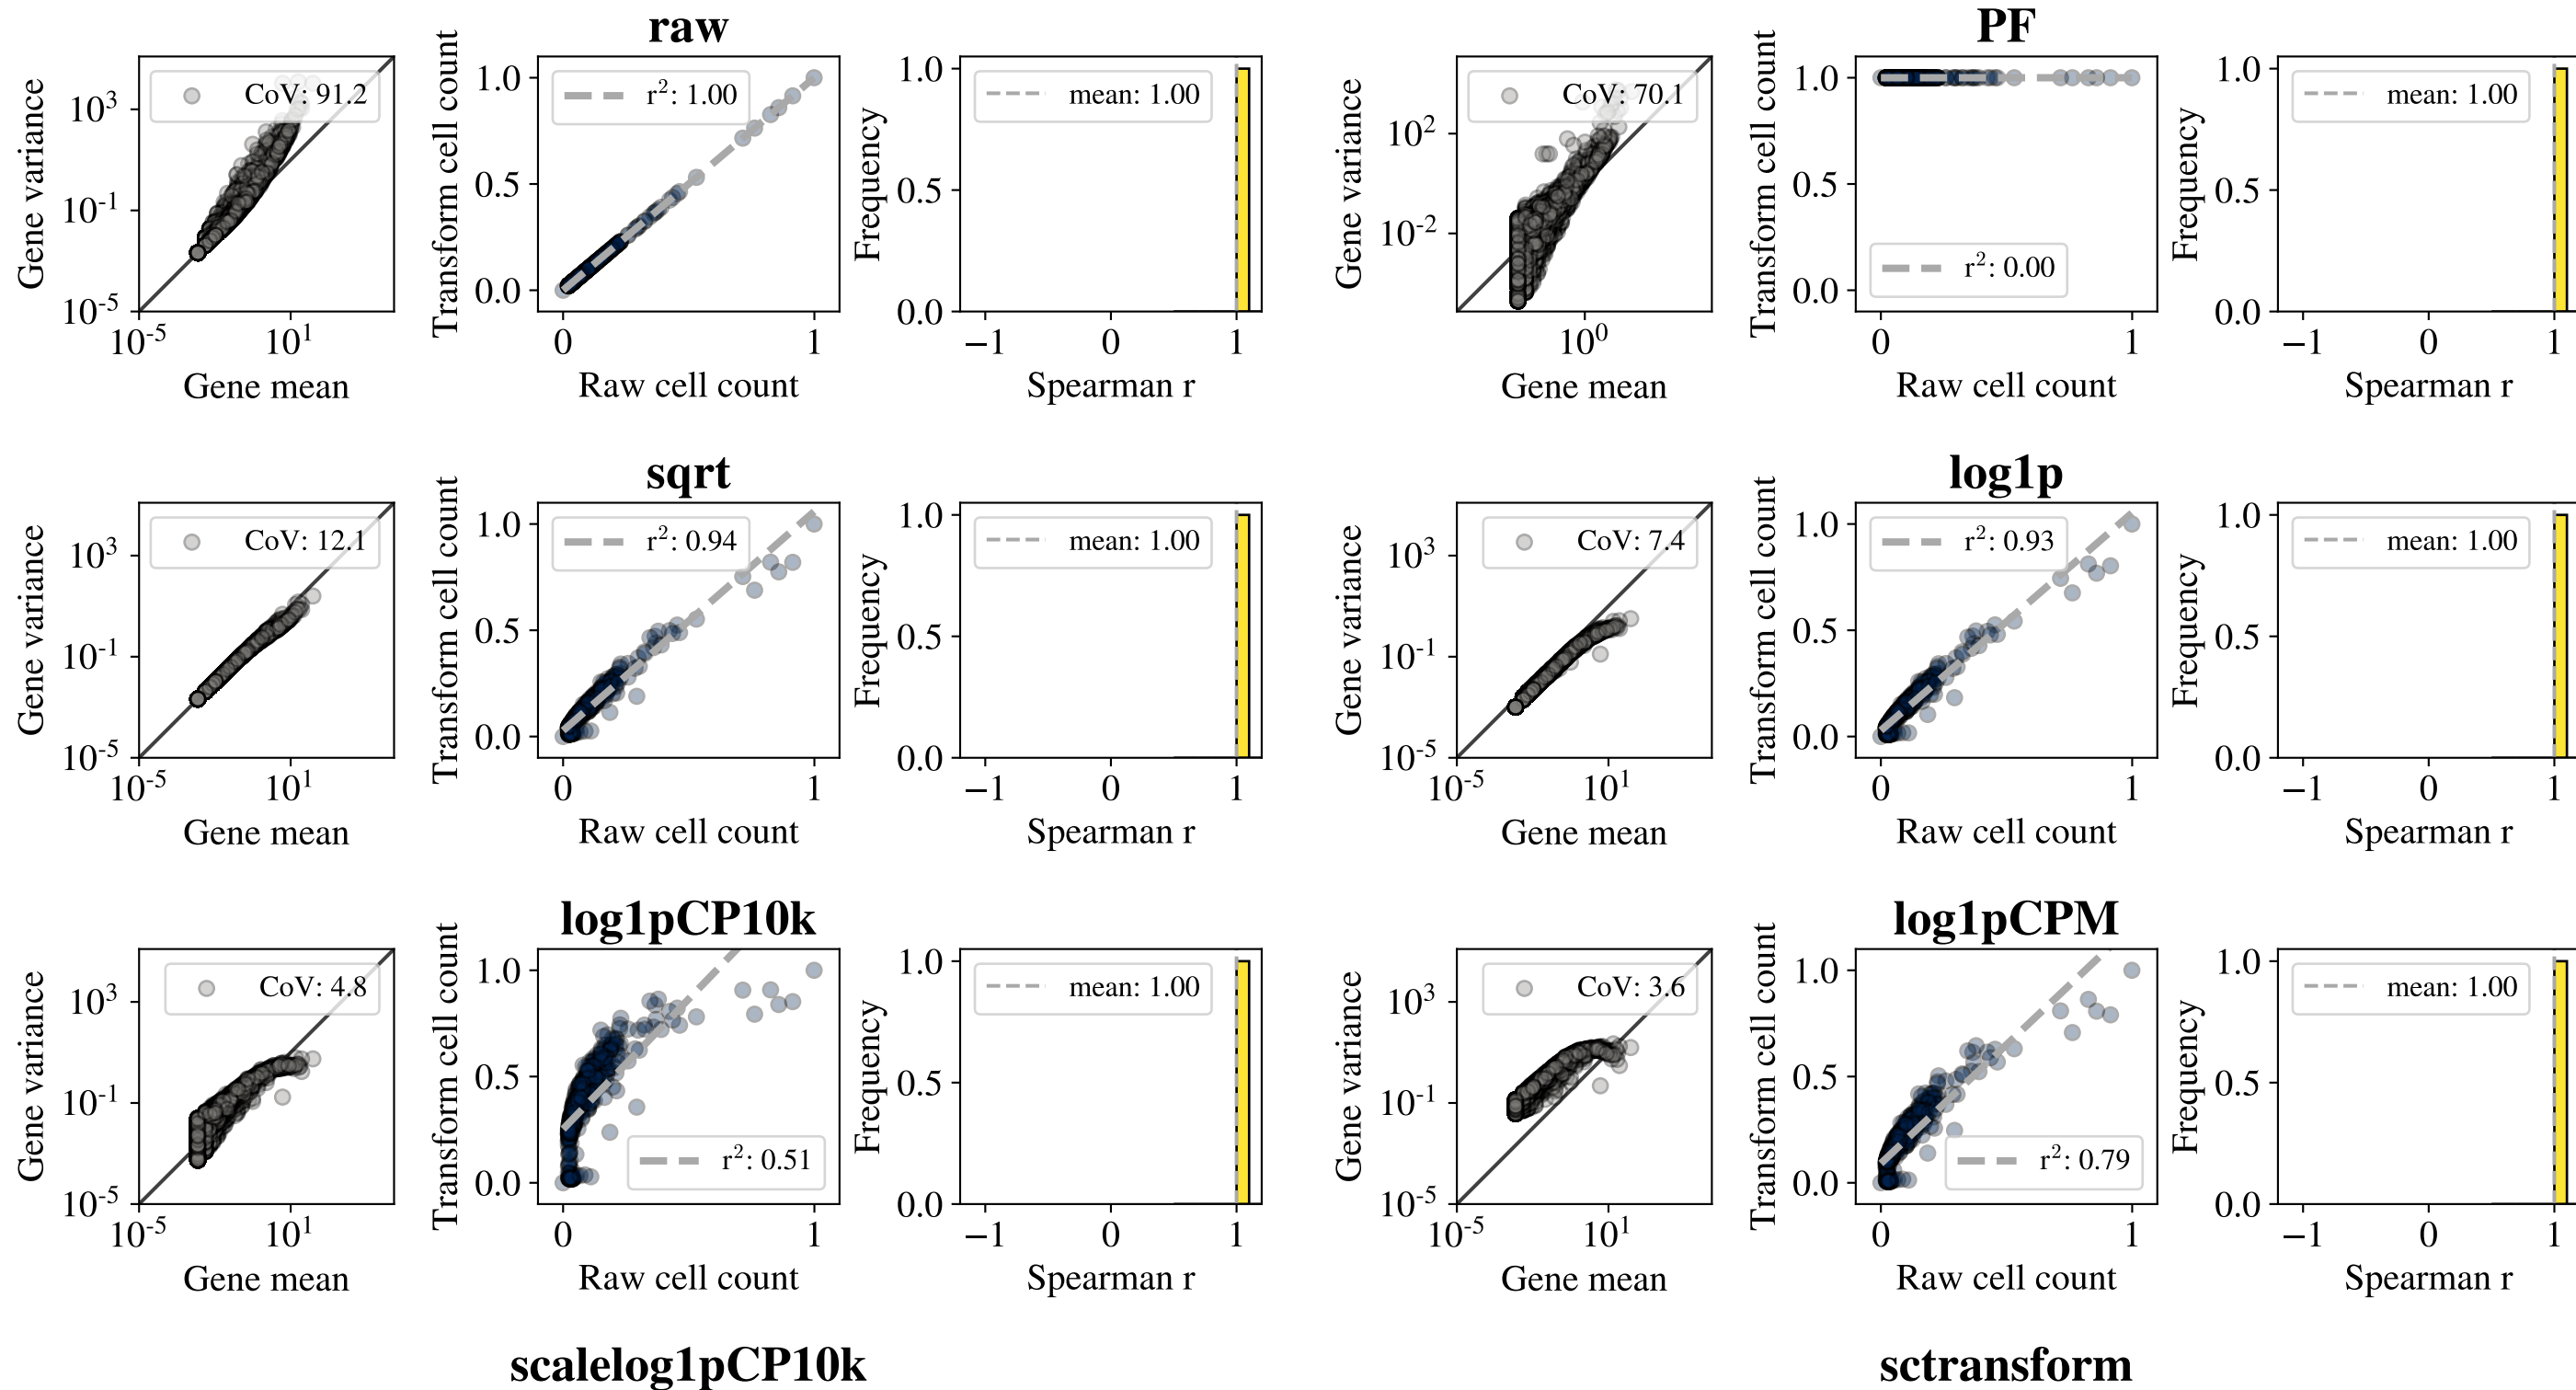 raw
Gene variance
10^3
10^-1
10^-5
CoV: 91.2
10^-5 10^1
Gene mean
Transform cell count
1.0
0.5
0.0
r^2: 1.00
0 1
Raw cell count
Frequency
1.0
0.5
0.0
mean: 1.00
−1 0 1
Spearman r
PF
Gene variance
10^2
10^-2
CoV: 70.1
10^0
Gene mean
Transform cell count
1.0
0.5
0.0
r^2: 0.00
0 1
Raw cell count
Frequency
1.0
0.5
0.0
mean: 1.00
−1 0 1
Spearman r
sqrt
Gene variance
10^3
10^-1
10^-5
CoV: 12.1
10^-5 10^1
Gene mean
Transform cell count
1.0
0.5
0.0
r^2: 0.94
0 1
Raw cell count
Frequency
1.0
0.5
0.0
mean: 1.00
−1 0 1
Spearman r
log1p
Gene variance
10^3
10^-1
10^-5
CoV: 7.4
10^-5 10^1
Gene mean
Transform cell count
1.0
0.5
0.0
r^2: 0.93
0 1
Raw cell count
Frequency
1.0
0.5
0.0
mean: 1.00
−1 0 1
Spearman r
log1pCP10k
Gene variance
10^3
10^-1
10^-5
CoV: 4.8
10^-5 10^1
Gene mean
Transform cell count
1.0
0.5
0.0
r^2: 0.51
0 1
Raw cell count
Frequency
1.0
0.5
0.0
mean: 1.00
−1 0 1
Spearman r
log1pCPM
Gene variance
10^3
10^-1
10^-5
CoV: 3.6
10^-5 10^1
Gene mean
Transform cell count
1.0
0.5
0.0
r^2: 0.79
0 1
Raw cell count
Frequency
1.0
0.5
0.0
mean: 1.00
−1 0 1
Spearman r
scalelog1pCP10k
sctransform